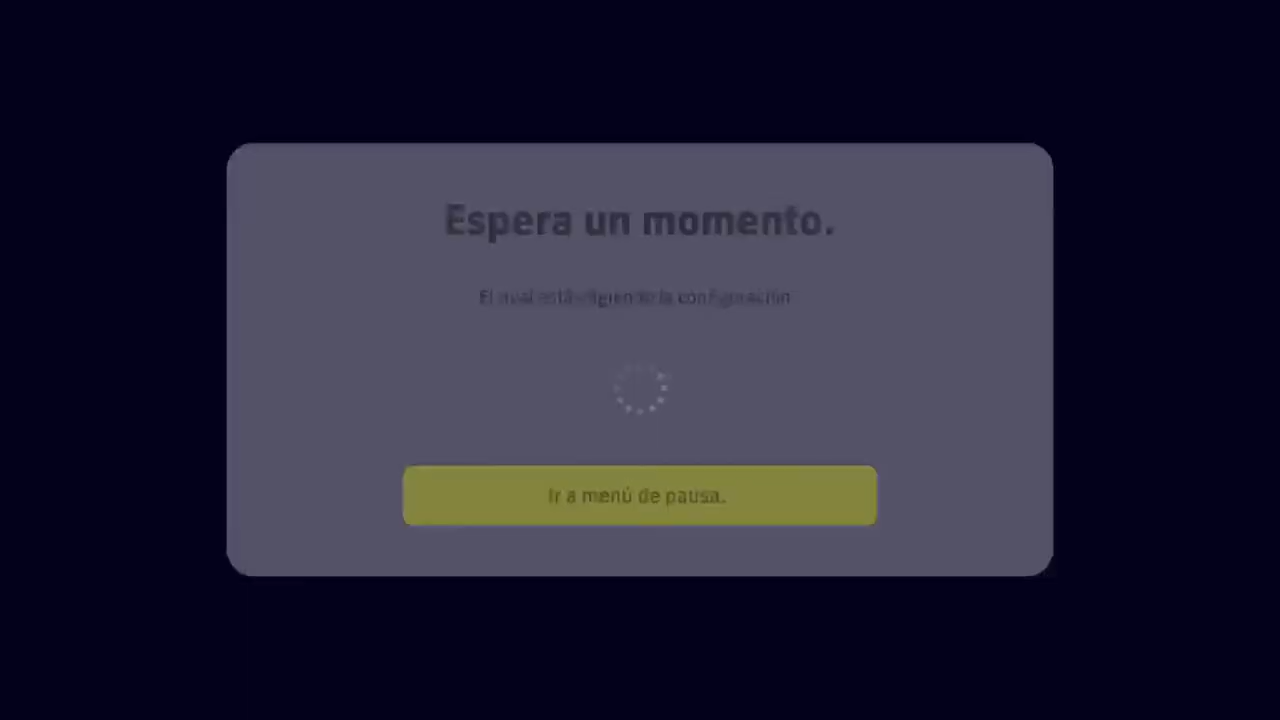 Espera un momento.
El rival está eligiendo la configuración
Ir a menú de pausa.